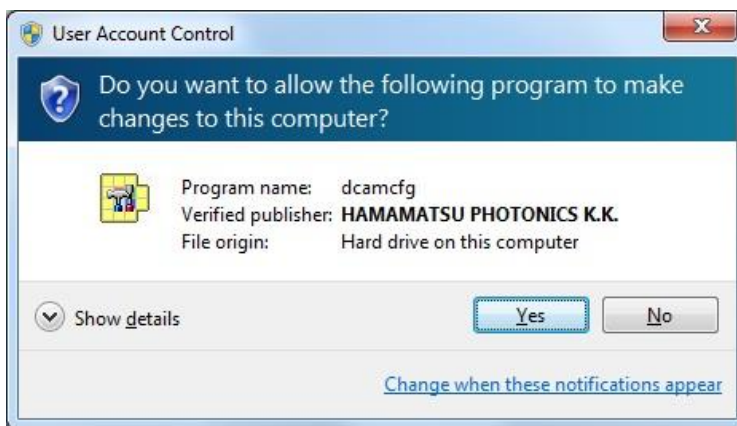 User Account Control
Do you want to allow the following program to make
changes to this computer?
Program name: dcamcfg
Verified publisher: HAMAMATSU PHOTONICS K.K.
File origin: Hard drive on this computer
Show details
Yes
No
Change when these notifications appear